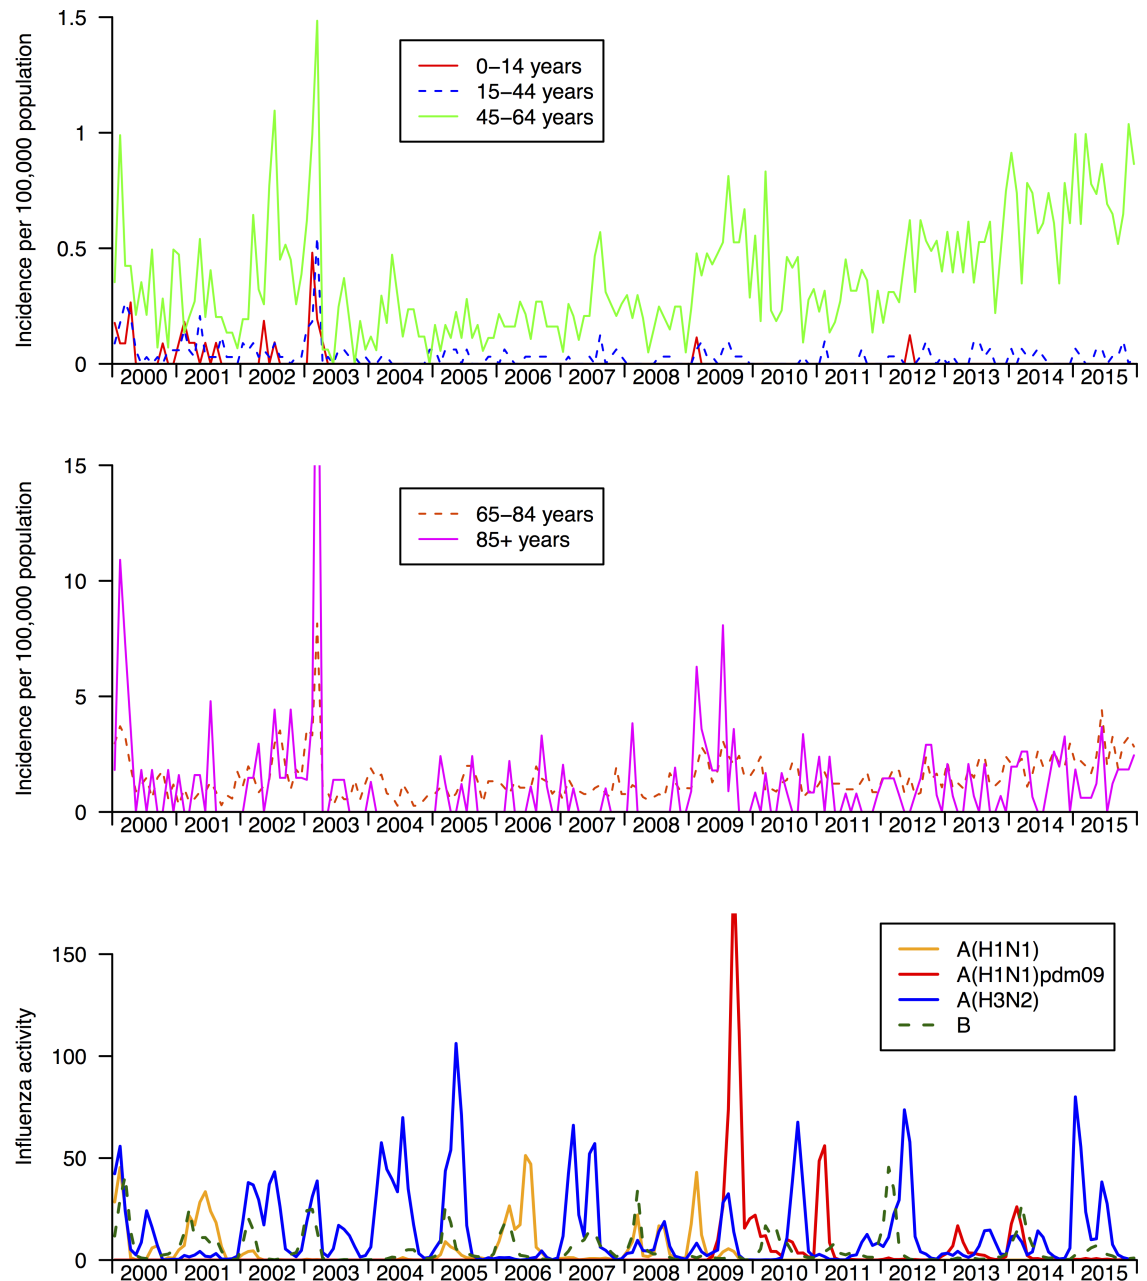 Incidence per 100,000 population
1.5
1
0.5
0
0−14 years
15−44 years
45−64 years
2000 2001 2002 2003 2004 2005 2006 2007 2008 2009 2010 2011 2012 2013 2014 2015
Incidence per 100,000 population
15
10
5
0
65−84 years
85+ years
2000 2001 2002 2003 2004 2005 2006 2007 2008 2009 2010 2011 2012 2013 2014 2015
Influenza activity
150
100
50
0
A(H1N1)
A(H1N1)pdm09
A(H3N2)
B
2000 2001 2002 2003 2004 2005 2006 2007 2008 2009 2010 2011 2012 2013 2014 2015